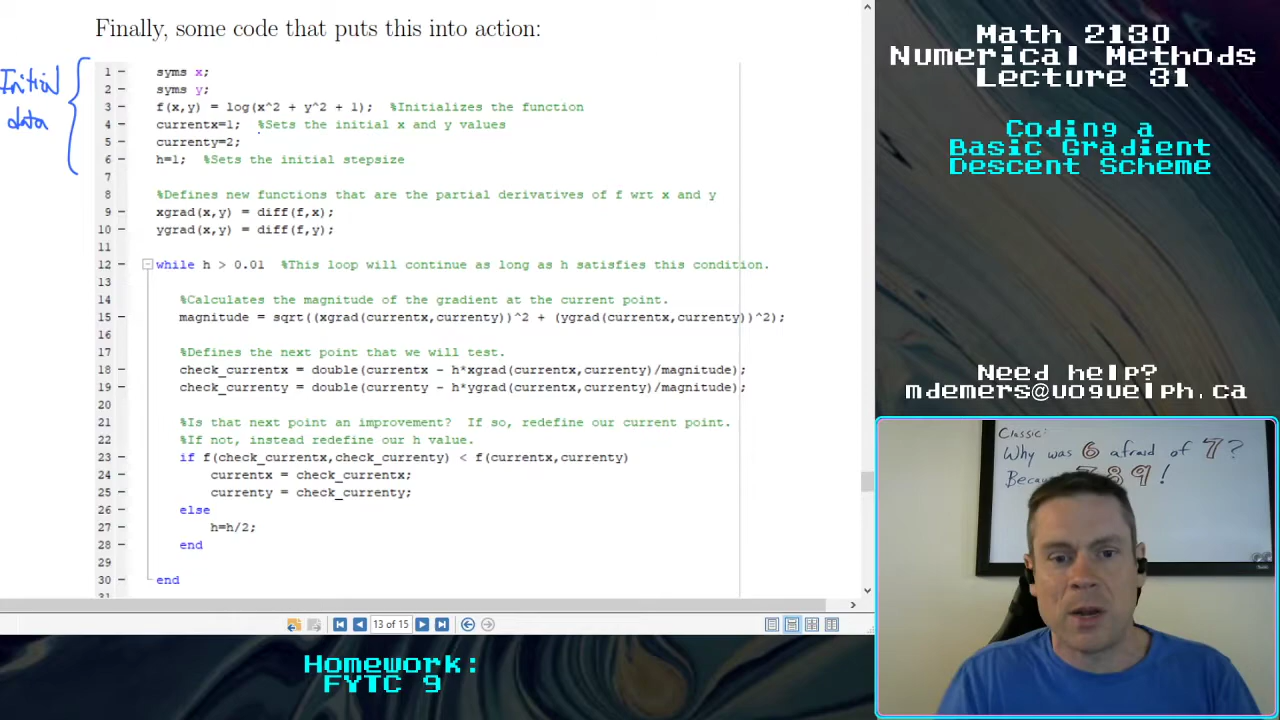 Finally, some code that puts this into action:
Initial
data
1 syms x;
2 syms y;
3 f(x,y) = log(x^2 + y^2 + 1); %Initializes the function
4 currentx=1; %Sets the initial x and y values
5 currenty=2;
6 h=1; %Sets the initial stepsize
7
8 %Defines new functions that are the partial derivatives of f wrt x and y
9 xgrad(x,y) = diff(f,x);
10 ygrad(x,y) = diff(f,y);
11
12 while h > 0.01 %This loop will continue as long as h satisfies this condition.
13
14 %Calculates the magnitude of the gradient at the current point.
15 magnitude = sqrt((xgrad(currentx,currenty))^2 + (ygrad(currentx,currenty))^2);
16
17 %Defines the next point that we will test.
18 check_currentx = double(currentx - h*xgrad(currentx,currenty)/magnitude);
19 check_currenty = double(currenty - h*ygrad(currentx,currenty)/magnitude);
20
21 %Is that next point an improvement? If so, redefine our current point.
22 %If not, instead redefine our h value.
23 if f(check_currentx,check_currenty) < f(currentx,currenty)
24 currentx = check_currentx;
25 currenty = check_currenty;
26 else
27 h=h/2;
28 end
29
30 end
31
13 of 15
Math 2130
Numerical Methods
Lecture 31
Coding a
Basic Gradient
Descent Scheme
Need help?
mdemers@uoguelph.ca
Classic:
Why was 6 afraid of 7?
Because 7 8 9!
Homework:
FYTC 9